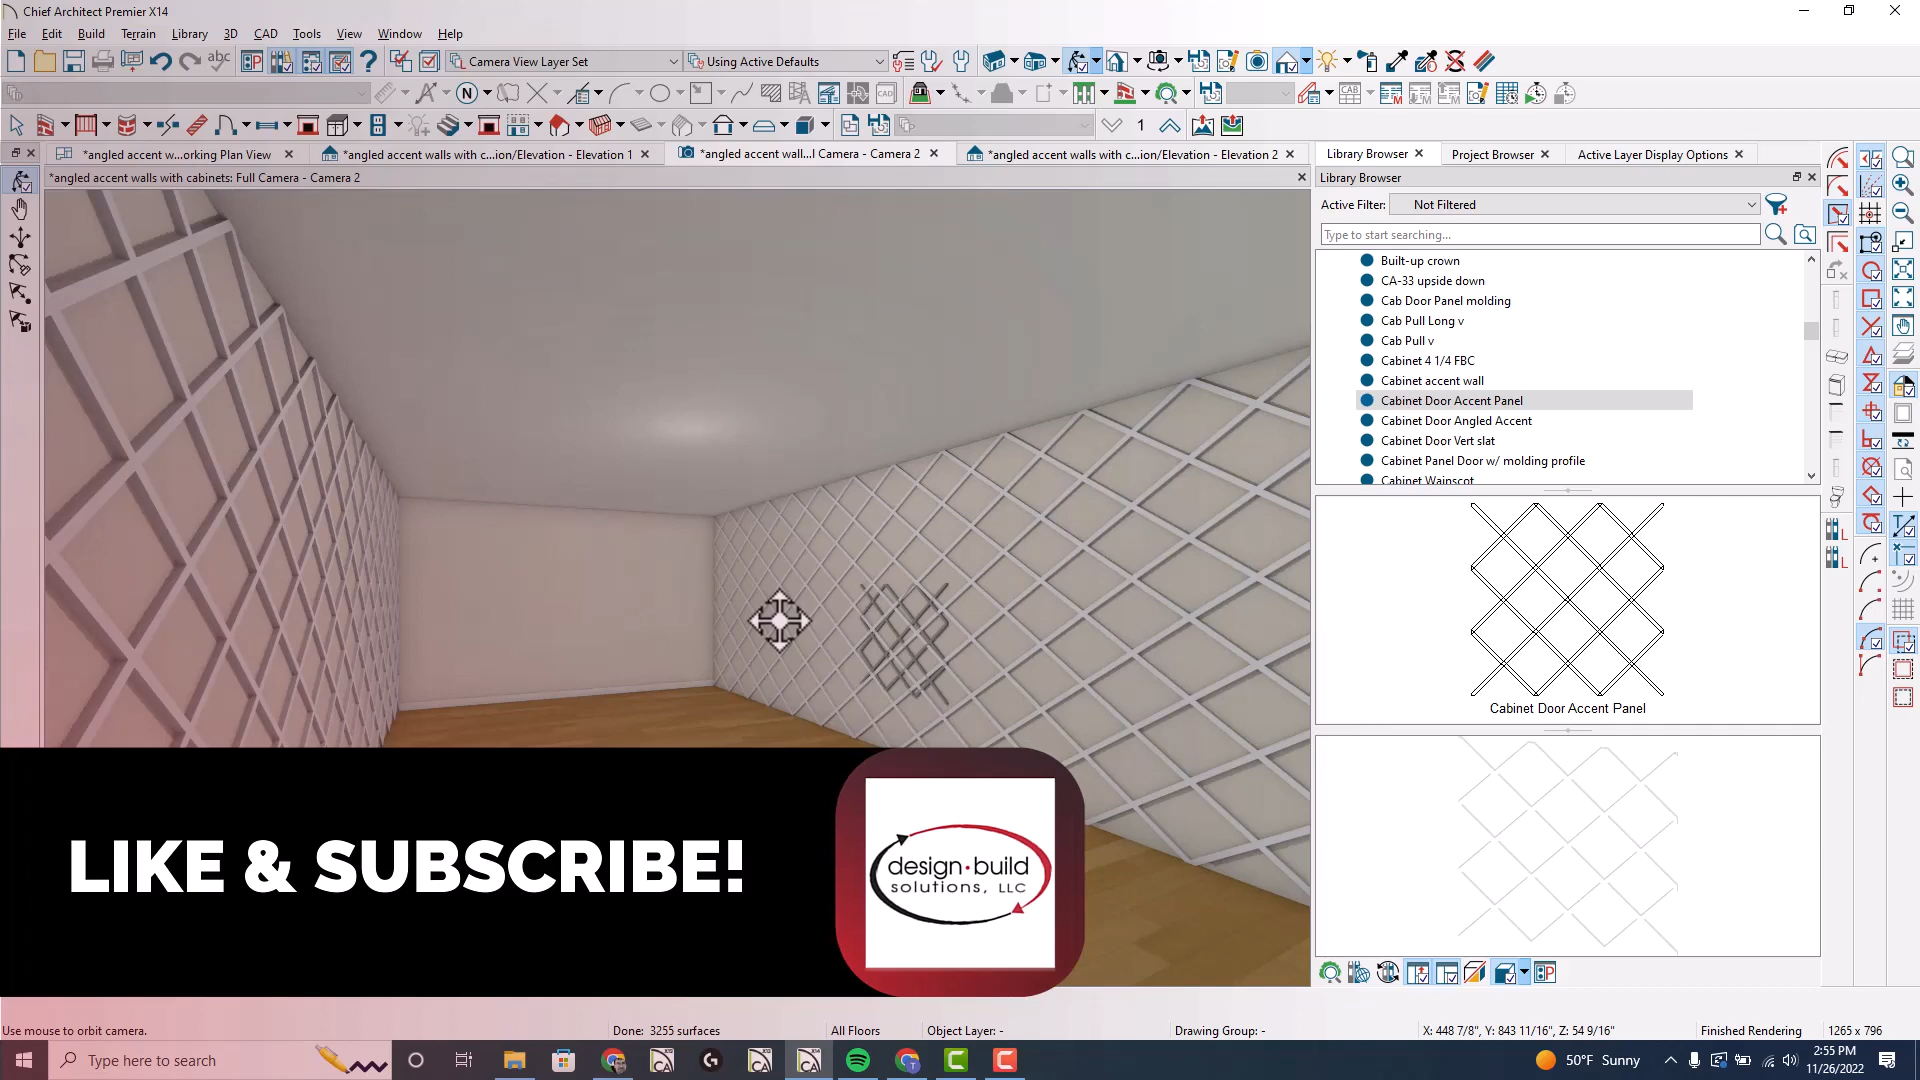 Chief Architect Premier X14
File Edit Build Terrain Library 3D CAD Tools View Window Help
Camera View Layer Set
Using Active Defaults
N
CAD
CAB
1
*angled accent w...orking Plan View
*angled accent walls with c...ion/Elevation - Elevation 1
*angled accent wall...l Camera - Camera 2
*angled accent walls with c...ion/Elevation - Elevation 2
Library Browser
Project Browser
Active Layer Display Options
*angled accent walls with cabinets: Full Camera - Camera 2
Library Browser
Active Filter:
Not Filtered
Type to start searching...
Built-up crown
CA-33 upside down
Cab Door Panel molding
Cab Pull Long v
Cab Pull v
Cabinet 4 1/4 FBC
Cabinet accent wall
Cabinet Door Accent Panel
Cabinet Door Angled Accent
Cabinet Door Vert slat
Cabinet Panel Door w/ molding profile
Cabinet Wainscot
Cabinet Door Accent Panel
LIKE & SUBSCRIBE!
design·build
solutions, LLC
Use mouse to orbit camera.
Done: 3255 surfaces
All Floors
Object Layer: -
Drawing Group: -
X: 448 7/8", Y: 843 11/16", Z: 54 9/16"
Finished Rendering
1265 x 796
Type here to search
50°F Sunny
2:55 PM
11/26/2022